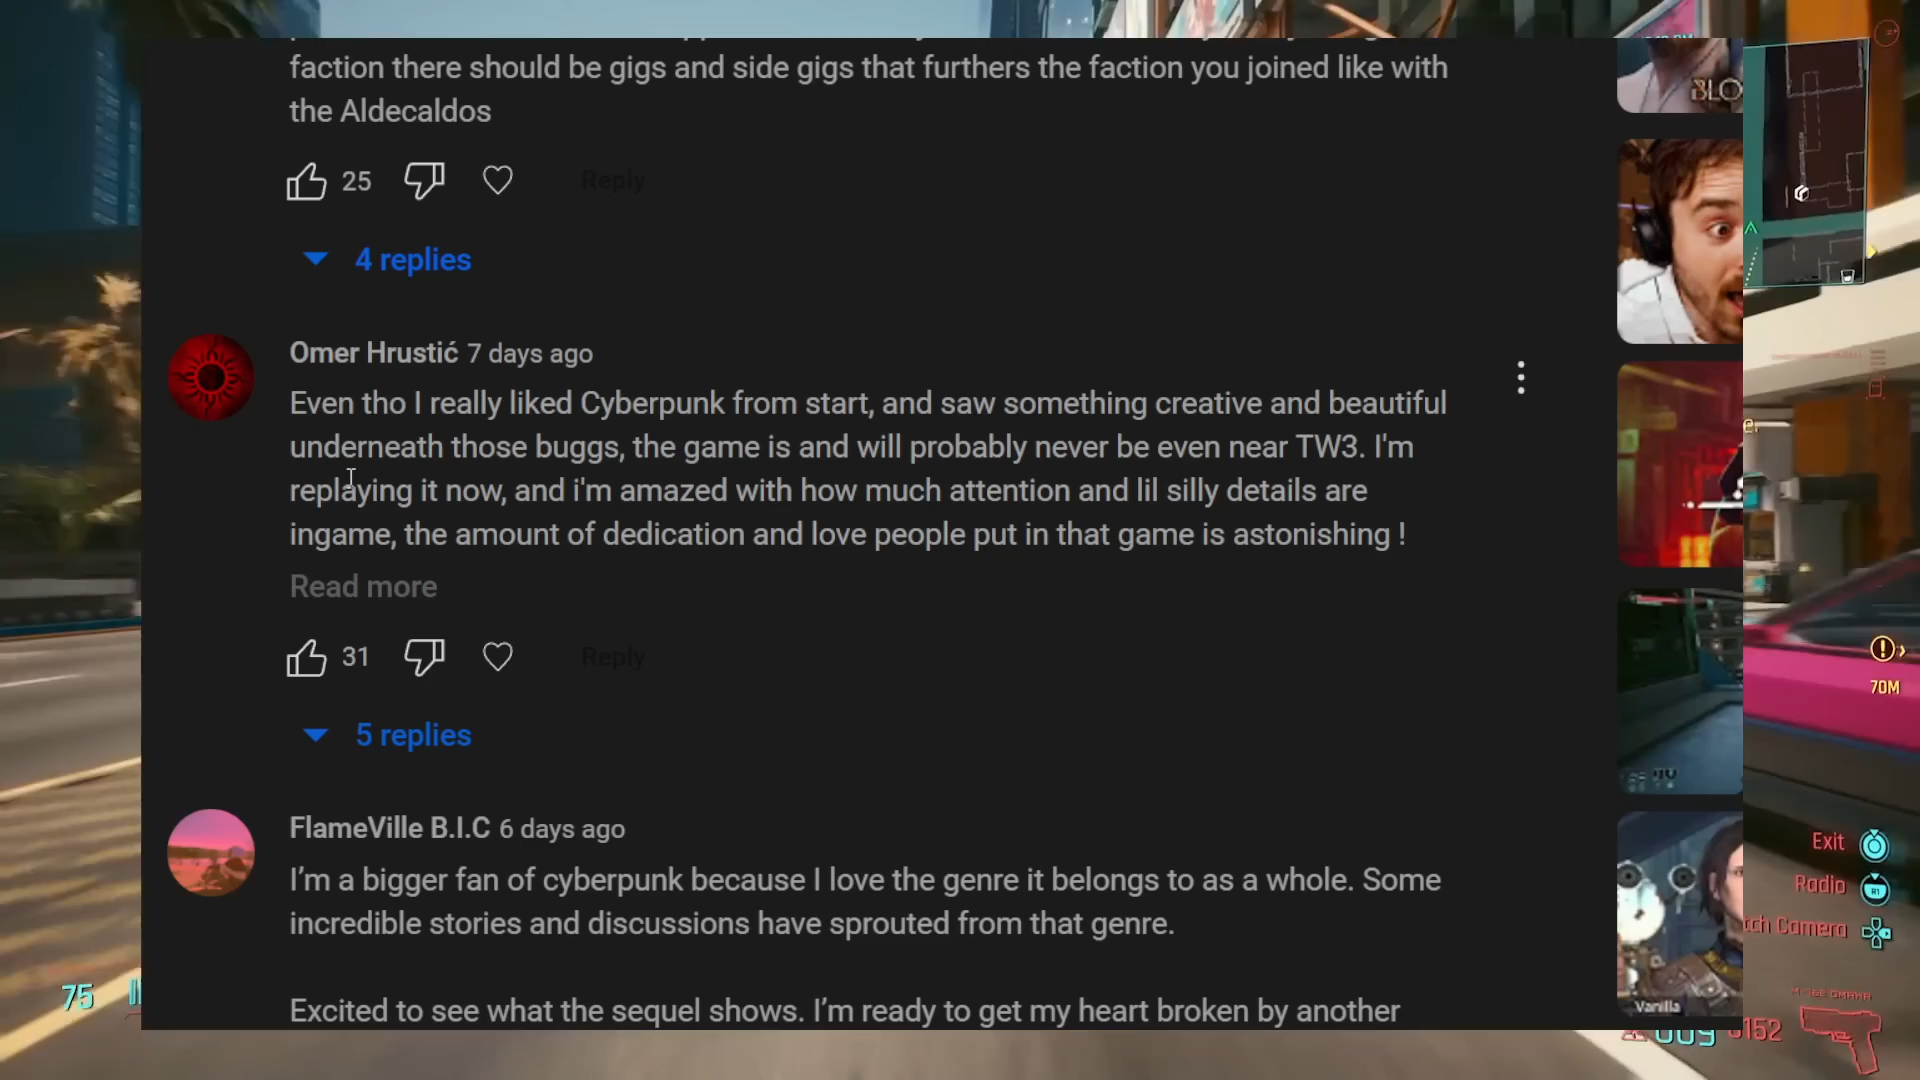 faction there should be gigs and side gigs that furthers the faction you joined like with
the Aldecaldos
25
Reply
4 replies
Omer Hrustić 7 days ago
Even tho I really liked Cyberpunk from start, and saw something creative and beautiful
underneath those buggs, the game is and will probably never be even near TW3. I'm
replaying it now, and i'm amazed with how much attention and lil silly details are
ingame, the amount of dedication and love people put in that game is astonishing !
Read more
31
Reply
5 replies
FlameVille B.I.C 6 days ago
I’m a bigger fan of cyberpunk because I love the genre it belongs to as a whole. Some
incredible stories and discussions have sprouted from that genre.
Excited to see what the sequel shows. I’m ready to get my heart broken by another
BLO
70M
Exit
Radio
R1
tch Camera
Vanilla
75